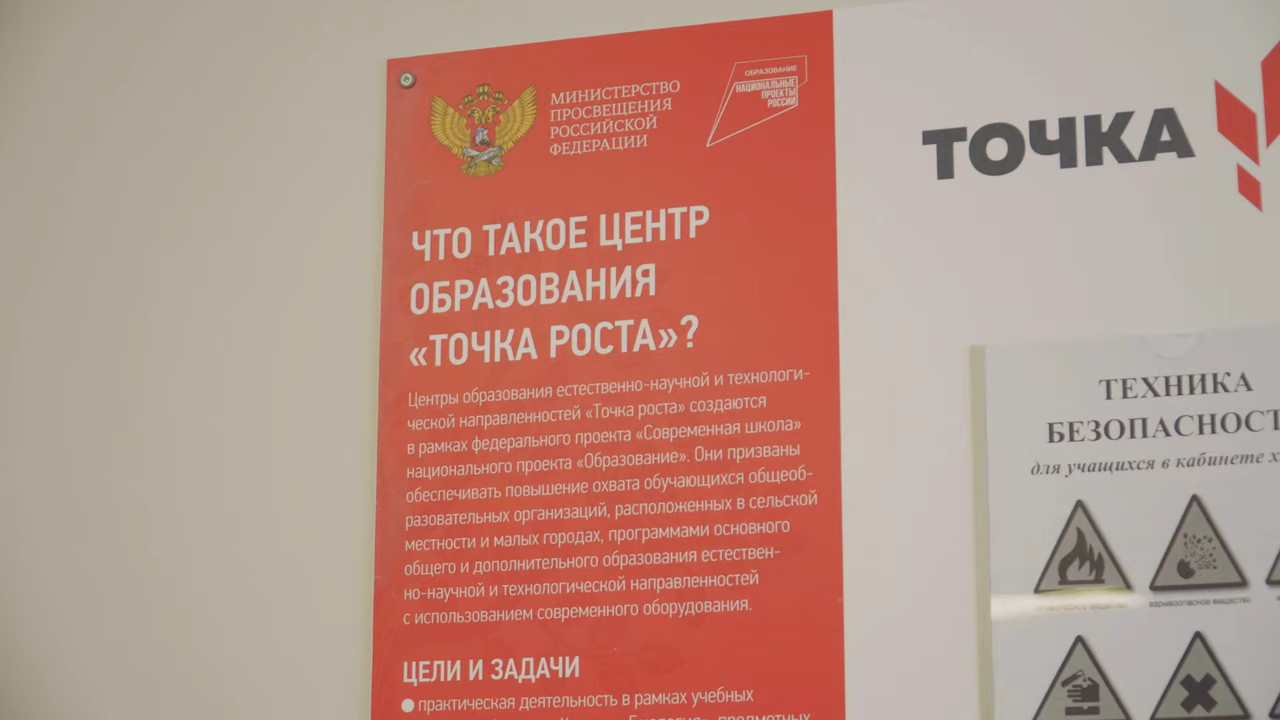 МИНИСТЕРСТВО
ПРОСВЕЩЕНИЯ
РОССИЙСКОЙ
ФЕДЕРАЦИИ
ОБРАЗОВАНИЕ
НАЦИОНАЛЬНЫЕ
ПРОЕКТЫ
РОССИИ
ЧТО ТАКОЕ ЦЕНТР
ОБРАЗОВАНИЯ
«ТОЧКА РОСТА»?
Центры образования естественно-научной и технологи-
ческой направленностей «Точка роста» создаются
в рамках федерального проекта «Современная школа»
национального проекта «Образование». Они призваны
обеспечивать повышение охвата обучающихся общеоб-
разовательных организаций, расположенных в сельской
местности и малых городах, программами основного
общего и дополнительного образования естествен-
но-научной и технологической направленностей
с использованием современного оборудования.
ЦЕЛИ И ЗАДАЧИ
практическая деятельность в рамках учебных
ТОЧКА
ТЕХНИКА
БЕЗОПАСНОСТ
для учащихся в кабинете х
взрывоопасное вещество